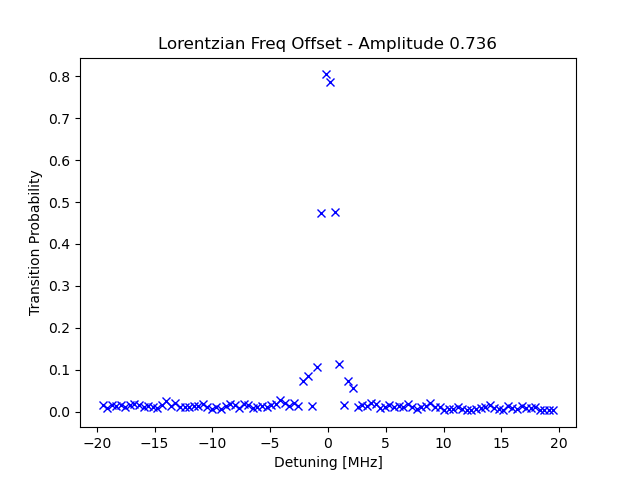 Lorentzian Freq Offset - Amplitude 0.736
Transition Probability
0.8
0.7
0.6
0.5
0.4
0.3
0.2
0.1
0.0
−20 −15 −10 −5 0 5 10 15 20
Detuning [MHz]